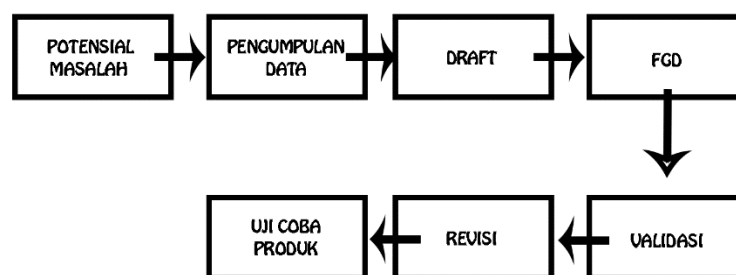 POTENSIAL
MASALAH
PENGUMPULAN
DATA
DRAFT
FGD
VALIDASI
REVISI
UJI COBA
PRODUK